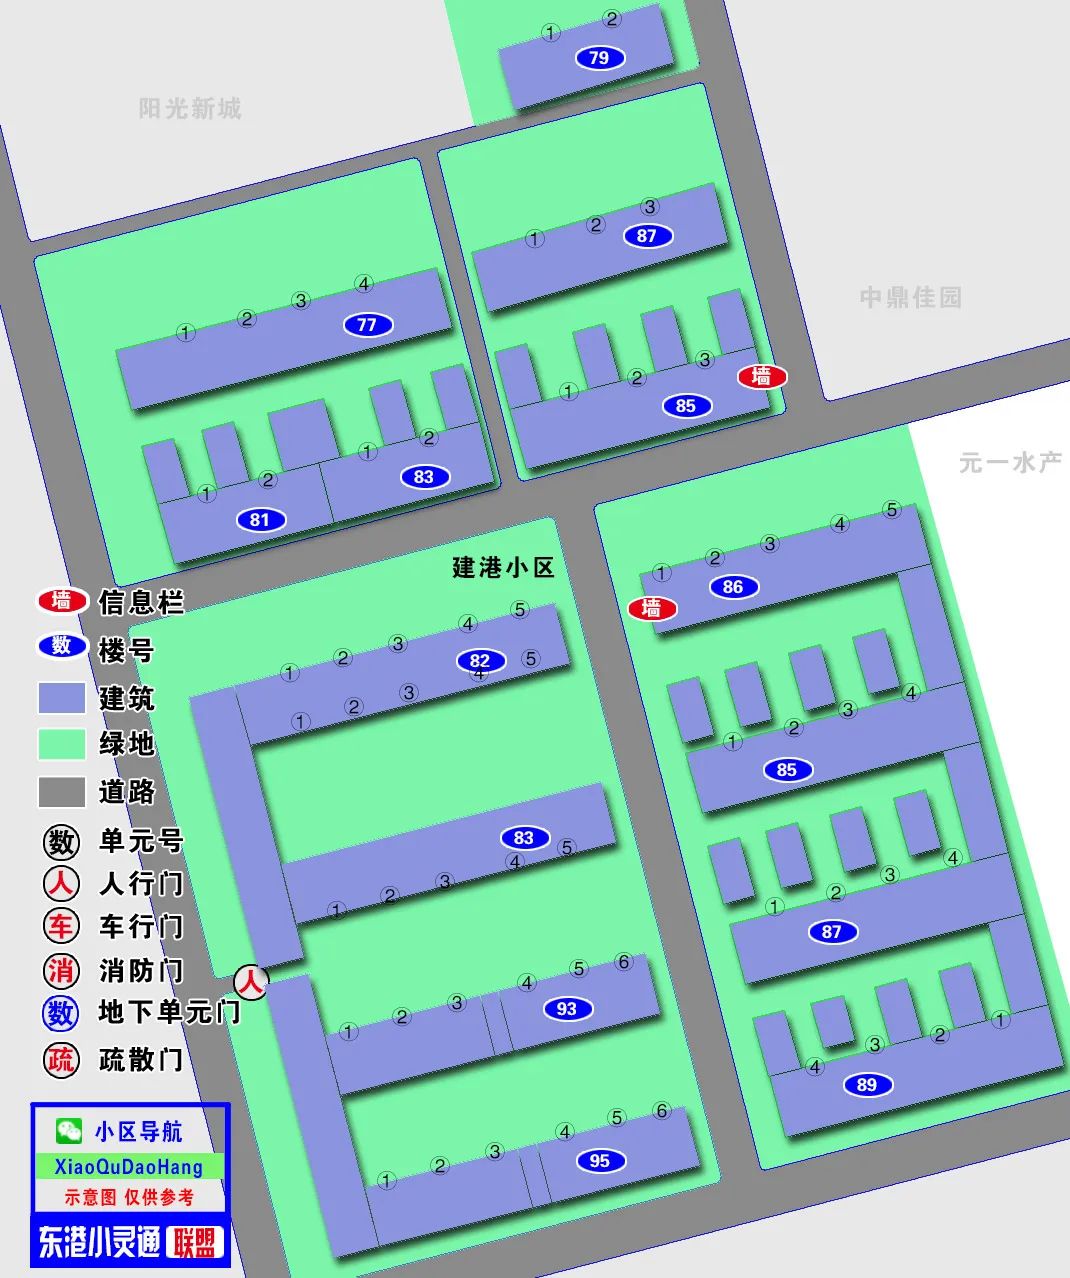 ① ②
79
阳光新城
① ② ③
87
中鼎佳园
① ② ③ ④
77
① ② ③
墙
85
① ②
83
① ②
81
元一水产
建港小区
① ② ③ ④ ⑤
86
墙
① ② ③ ④ ⑤
82
① ② ③ ④ ⑤
① ② ③ ④
85
83
① ② ③ ④ ⑤
① ② ③ ④
87
① ② ③ ④ ⑤ ⑥
93
④ ③ ② ①
89
① ② ③ ④ ⑤ ⑥
95
人
墙 信息栏
数 楼号
建筑
绿地
道路
数 单元号
人 人行门
车 车行门
消 消防门
数 地下单元门
疏 疏散门
小区导航
XiaoQuDaoHang
示意图 仅供参考
东港小灵通 联盟